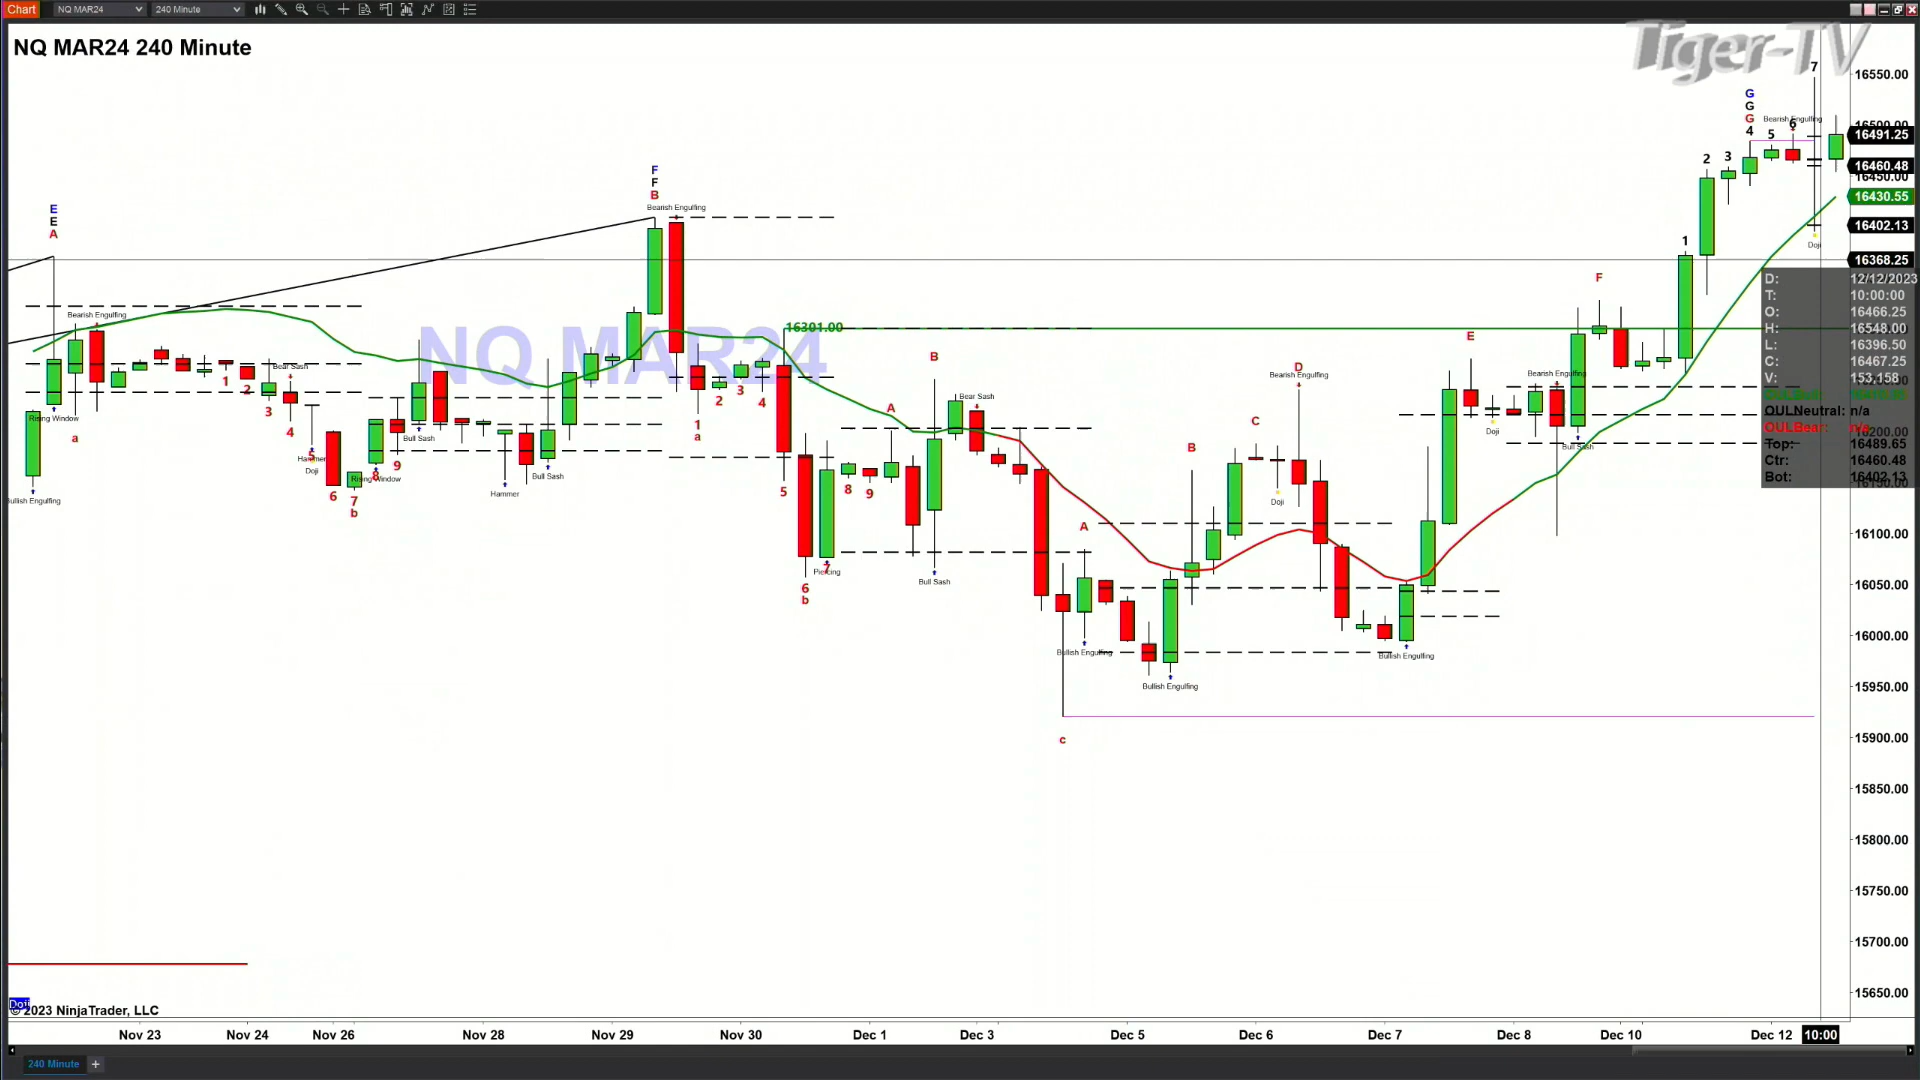 Chart NQ MAR24 240 Minute
NQ MAR24 240 Minute
Tiger-TV
NQ MAR24
16301.00
E
E
A
Rising Window
Bullish Engulfing
a
Bearish Engulfing
1
2
3
Bear Sash
4
Hammer
5
Doji
6
7
b
Rising Window
8
9
Bull Sash
Hammer
Bull Sash
F
F
B
Bearish Engulfing
1
a
2
3
4
5
6
b
Piercing
7
8
9
A
B
Bear Sash
Bull Sash
c
A
Bullish Engulfing
Bullish Engulfing
B
C
D
Bearish Engulfing
Doji
Bullish Engulfing
E
Doji
Bearish Engulfing
Bull Sash
F
1
2
3
G
G
G
4
5
Bearish Engulfing
6
7
Doji
16550.00
16500.00
16491.25
16460.48
16450.00
16430.55
16402.13
16368.25
D: 12/12/2023
T: 10:00:00
O: 16466.25
H: 16548.00
L: 16396.50
C: 16467.25
V: 153,158
OULNeutral: n/a
OULBear: n/a
16200.00
Top: 16489.65
Ctr: 16460.48
Bot: 16402.13
16100.00
16050.00
16000.00
15950.00
15900.00
15850.00
15800.00
15750.00
15700.00
15650.00
Doji
© 2023 NinjaTrader, LLC
Nov 23 Nov 24 Nov 26 Nov 28 Nov 29 Nov 30 Dec 1 Dec 3 Dec 5 Dec 6 Dec 7 Dec 8 Dec 10 Dec 12 10:00
240 Minute +